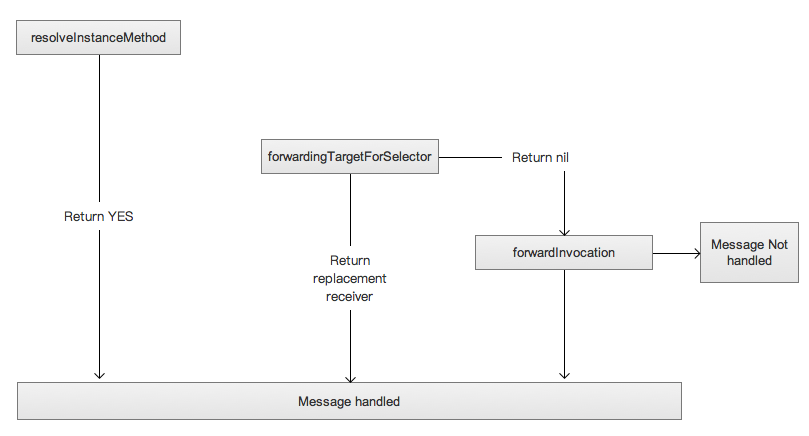 resolveInstanceMethod
forwardingTargetForSelector
Return nil
Return YES
Return
replacement
receiver
forwardInvocation
Message Not
handled
Message handled